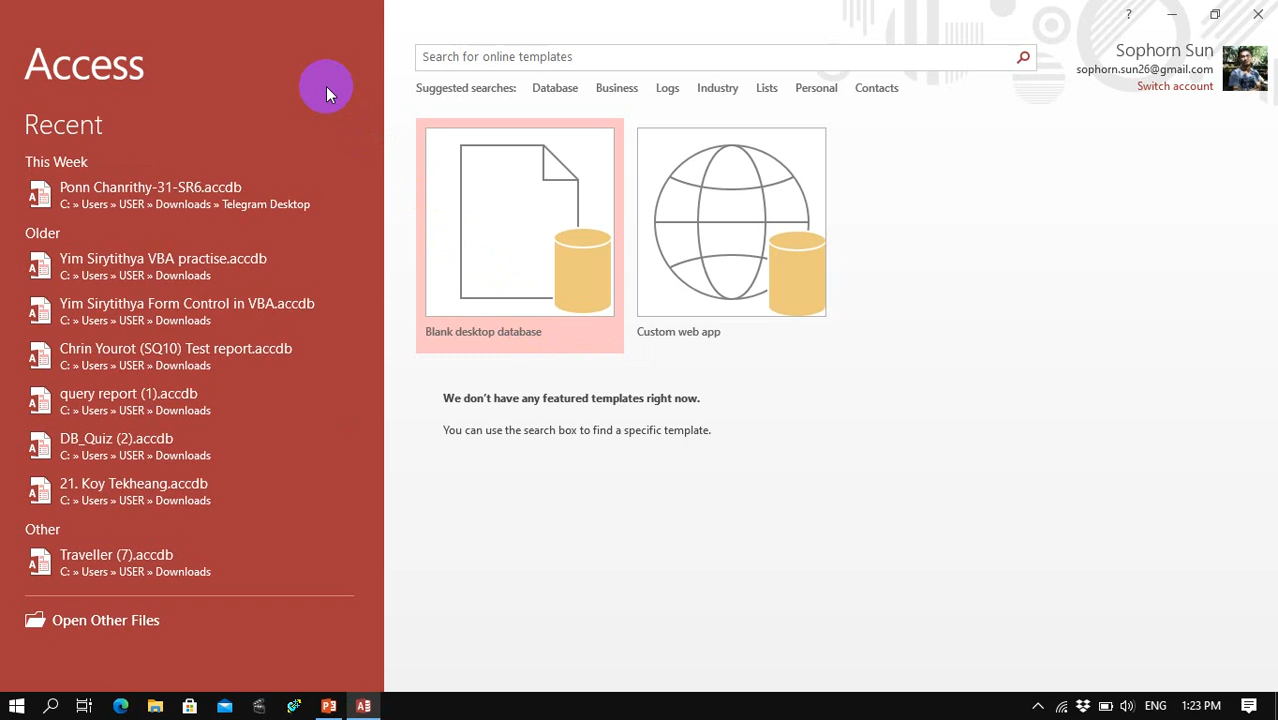 Access
Recent
This Week
Ponn Chanrithy-31-SR6.accdb
C: » Users » USER » Downloads » Telegram Desktop
Older
Yim Sirytithya VBA practise.accdb
C: » Users » USER » Downloads
Yim Sirytithya Form Control in VBA.accdb
C: » Users » USER » Downloads
Chrin Yourot (SQ10) Test report.accdb
C: » Users » USER » Downloads
query report (1).accdb
C: » Users » USER » Downloads
DB_Quiz (2).accdb
C: » Users » USER » Downloads
21. Koy Tekheang.accdb
C: » Users » USER » Downloads
Other
Traveller (7).accdb
C: » Users » USER » Downloads
Open Other Files
?
Sophorn Sun
sophorn.sun26@gmail.com
Switch account
Search for online templates
Suggested searches: Database Business Logs Industry Lists Personal Contacts
Blank desktop database
Custom web app
We don't have any featured templates right now.
You can use the search box to find a specific template.
ENG 1:23 PM